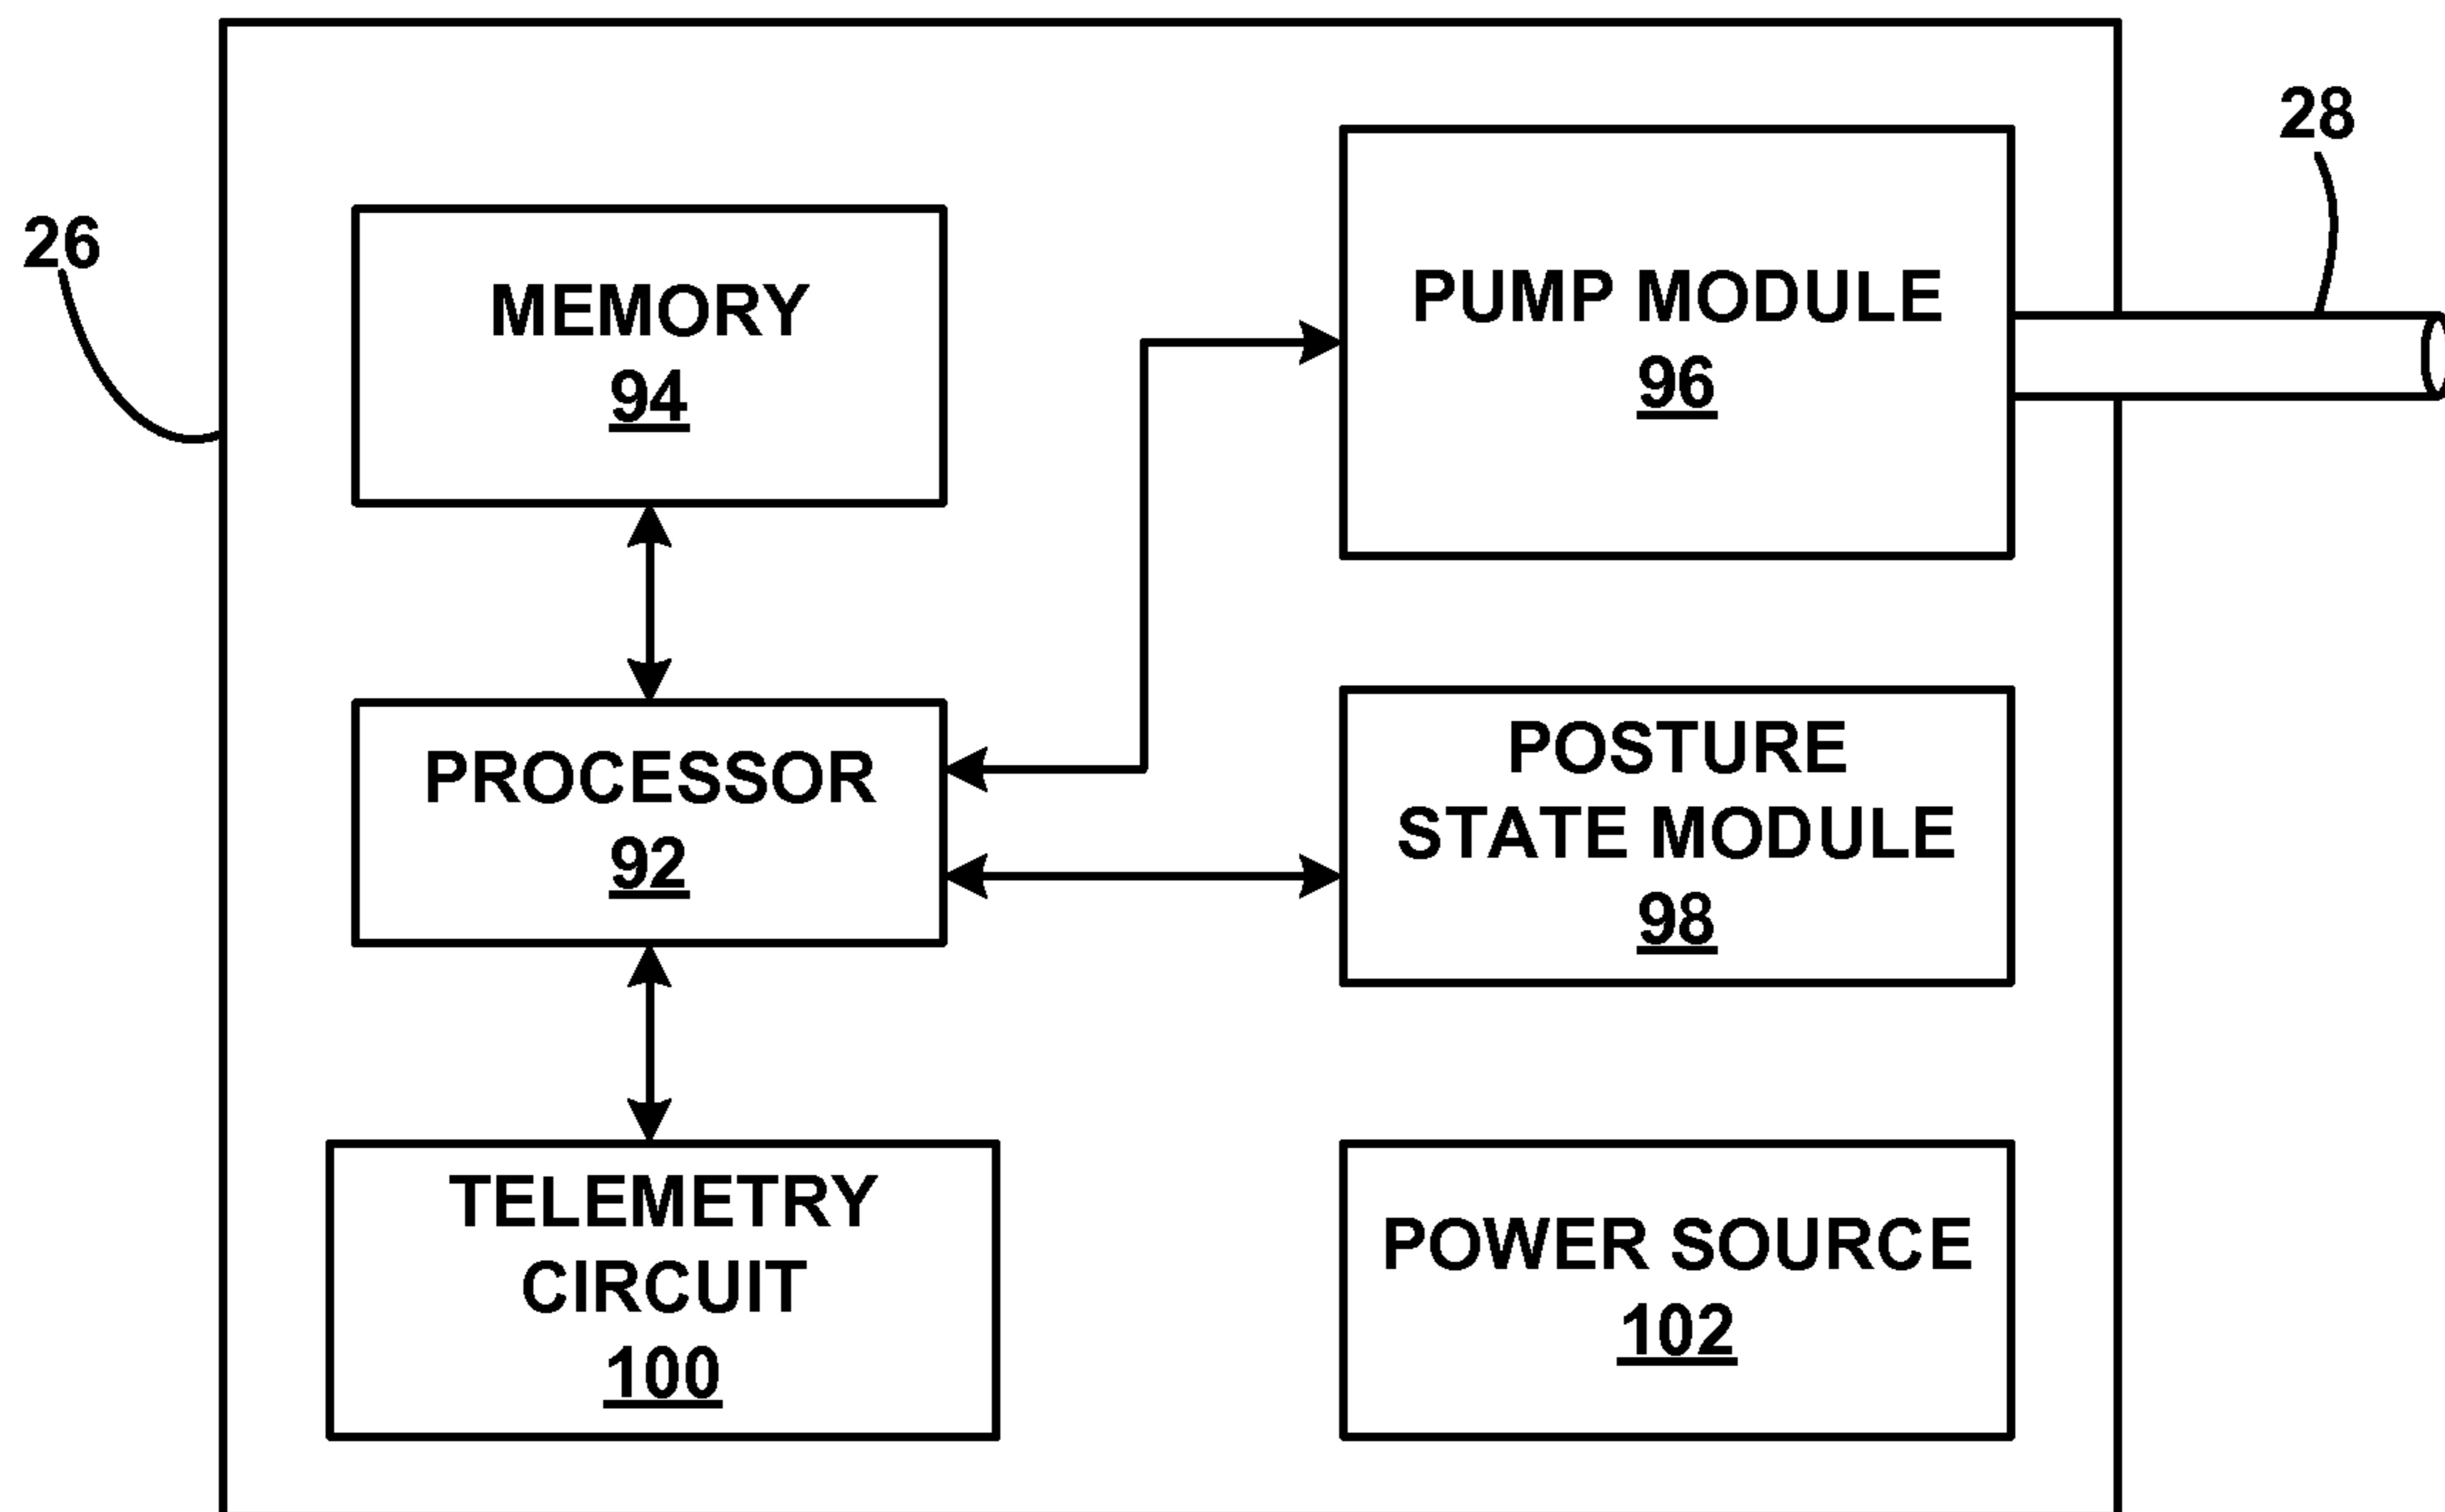 28
26
MEMORY
94
PUMP MODULE
96
PROCESSOR
92
POSTURE
STATE MODULE
98
TELEMETRY
CIRCUIT
100
POWER SOURCE
102